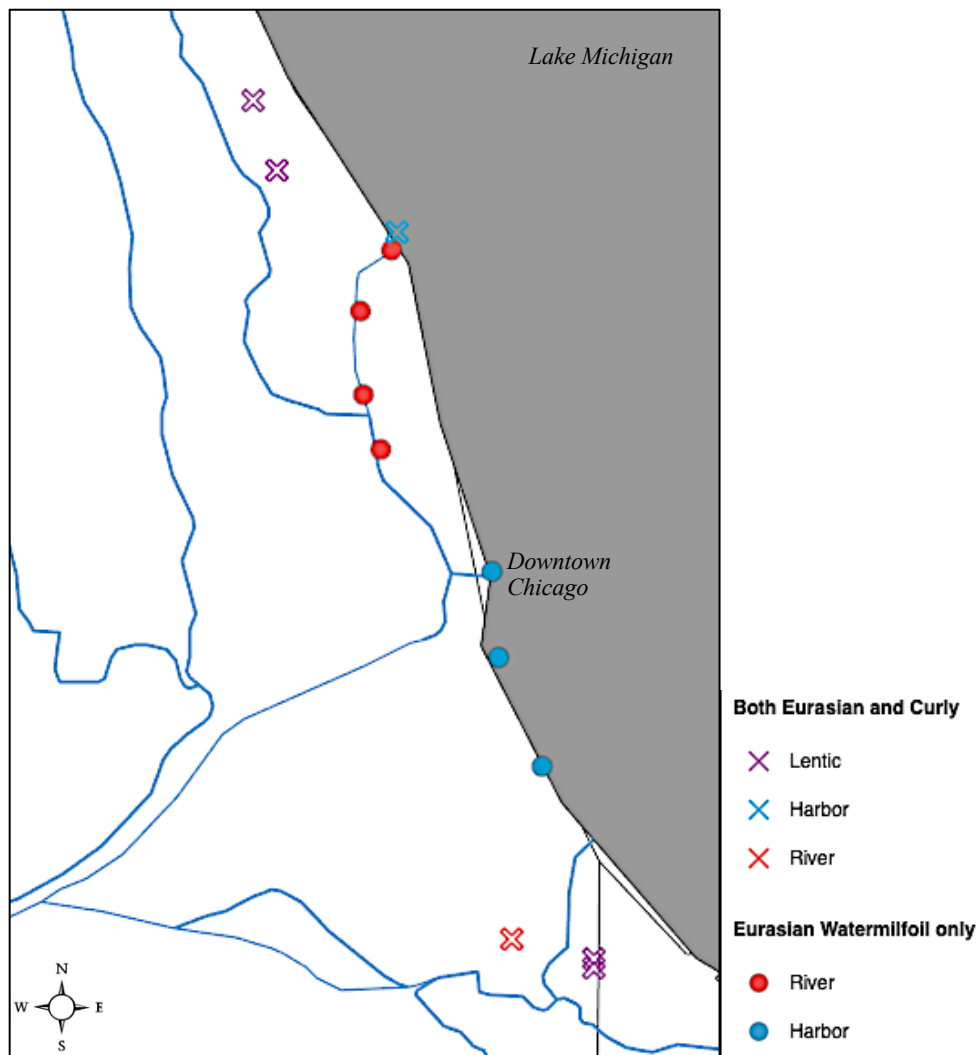 Lake Michigan
Downtown
Chicago
Both Eurasian and Curly
Lentic
Harbor
River
Eurasian Watermilfoil only
River
Harbor
N
W
E
S